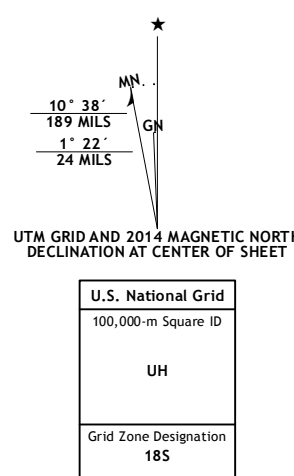 ★
MN
GN
10° 38´
189 MILS
1° 22´
24 MILS
UTM GRID AND 2014 MAGNETIC NORTH
DECLINATION AT CENTER OF SHEET
U.S. National Grid
100,000-m Square ID
UH
Grid Zone Designation
18S